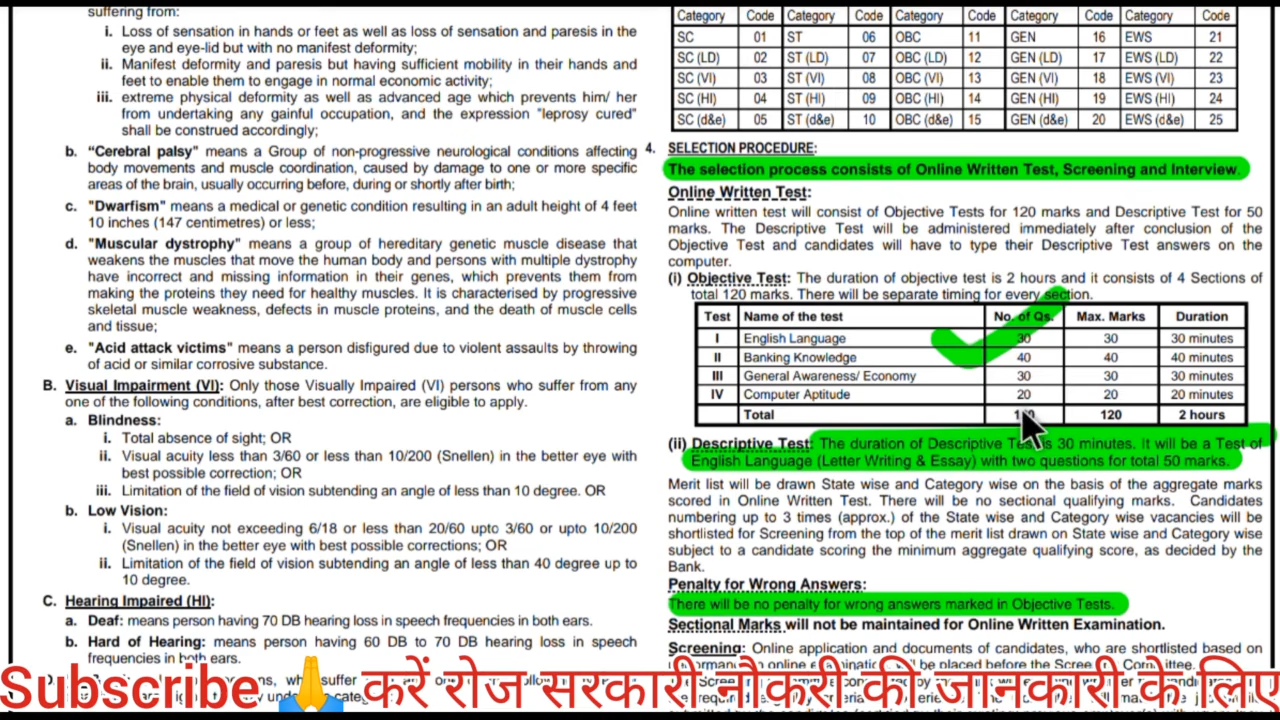 suffering from:
i. Loss of sensation in hands or feet as well as loss of sensation and paresis in the
eye and eye-lid but with no manifest deformity;
ii. Manifest deformity and paresis but having sufficient mobility in their hands and
feet to enable them to engage in normal economic activity;
iii. extreme physical deformity as well as advanced age which prevents him/ her
from undertaking any gainful occupation, and the expression "leprosy cured"
shall be construed accordingly;
b. “Cerebral palsy” means a Group of non-progressive neurological conditions affecting
body movements and muscle coordination, caused by damage to one or more specific
areas of the brain, usually occurring before, during or shortly after birth;
c. "Dwarfism" means a medical or genetic condition resulting in an adult height of 4 feet
10 inches (147 centimetres) or less;
d. "Muscular dystrophy" means a group of hereditary genetic muscle disease that
weakens the muscles that move the human body and persons with multiple dystrophy
have incorrect and missing information in their genes, which prevents them from
making the proteins they need for healthy muscles. It is characterised by progressive
skeletal muscle weakness, defects in muscle proteins, and the death of muscle cells
and tissue;
e. "Acid attack victims" means a person disfigured due to violent assaults by throwing
of acid or similar corrosive substance.
B. Visual Impairment (VI): Only those Visually Impaired (VI) persons who suffer from any
one of the following conditions, after best correction, are eligible to apply.
a. Blindness:
i. Total absence of sight; OR
ii. Visual acuity less than 3/60 or less than 10/200 (Snellen) in the better eye with
best possible correction; OR
iii. Limitation of the field of vision subtending an angle of less than 10 degree. OR
b. Low Vision:
i. Visual acuity not exceeding 6/18 or less than 20/60 upto 3/60 or upto 10/200
(Snellen) in the better eye with best possible corrections; OR
ii. Limitation of the field of vision subtending an angle of less than 40 degree up to
10 degree.
C. Hearing Impaired (HI):
a. Deaf: means person having 70 DB hearing loss in speech frequencies in both ears.
b. Hard of Hearing: means person having 60 DB to 70 DB hearing loss in speech
frequencies in both ears.
Category Code Category Code Category Code Category Code Category Code
SC 01 ST 06 OBC 11 GEN 16 EWS 21
SC (LD) 02 ST (LD) 07 OBC (LD) 12 GEN (LD) 17 EWS (LD) 22
SC (VI) 03 ST (VI) 08 OBC (VI) 13 GEN (VI) 18 EWS (VI) 23
SC (HI) 04 ST (HI) 09 OBC (HI) 14 GEN (HI) 19 EWS (HI) 24
SC (d&e) 05 ST (d&e) 10 OBC (d&e) 15 GEN (d&e) 20 EWS (d&e) 25
4. SELECTION PROCEDURE:
The selection process consists of Online Written Test, Screening and Interview.
Online Written Test:
Online written test will consist of Objective Tests for 120 marks and Descriptive Test for 50
marks. The Descriptive Test will be administered immediately after conclusion of the
Objective Test and candidates will have to type their Descriptive Test answers on the
computer.
(i) Objective Test: The duration of objective test is 2 hours and it consists of 4 Sections of
total 120 marks. There will be separate timing for every section.
Test Name of the test No. of Qs. Max. Marks Duration
I English Language 30 30 30 minutes
II Banking Knowledge 40 40 40 minutes
III General Awareness/ Economy 30 30 30 minutes
IV Computer Aptitude 20 20 20 minutes
Total 120 2 hours
(ii) Descriptive Test: The duration of Descriptive Test is 30 minutes. It will be a Test of
English Language (Letter Writing & Essay) with two questions for total 50 marks.
Merit list will be drawn State wise and Category wise on the basis of the aggregate marks
scored in Online Written Test. There will be no sectional qualifying marks. Candidates
numbering up to 3 times (approx.) of the State wise and Category wise vacancies will be
shortlisted for Screening from the top of the merit list drawn on State wise and Category wise
subject to a candidate scoring the minimum aggregate qualifying score, as decided by the
Bank.
Penalty for Wrong Answers:
There will be no penalty for wrong answers marked in Objective Tests.
Sectional Marks will not be maintained for Online Written Examination.
Screening: Online application and documents of candidates, who are shortlisted based on
Subscribe 🙏 करें रोज सरकारी नौकरी की जानकारी के लिए